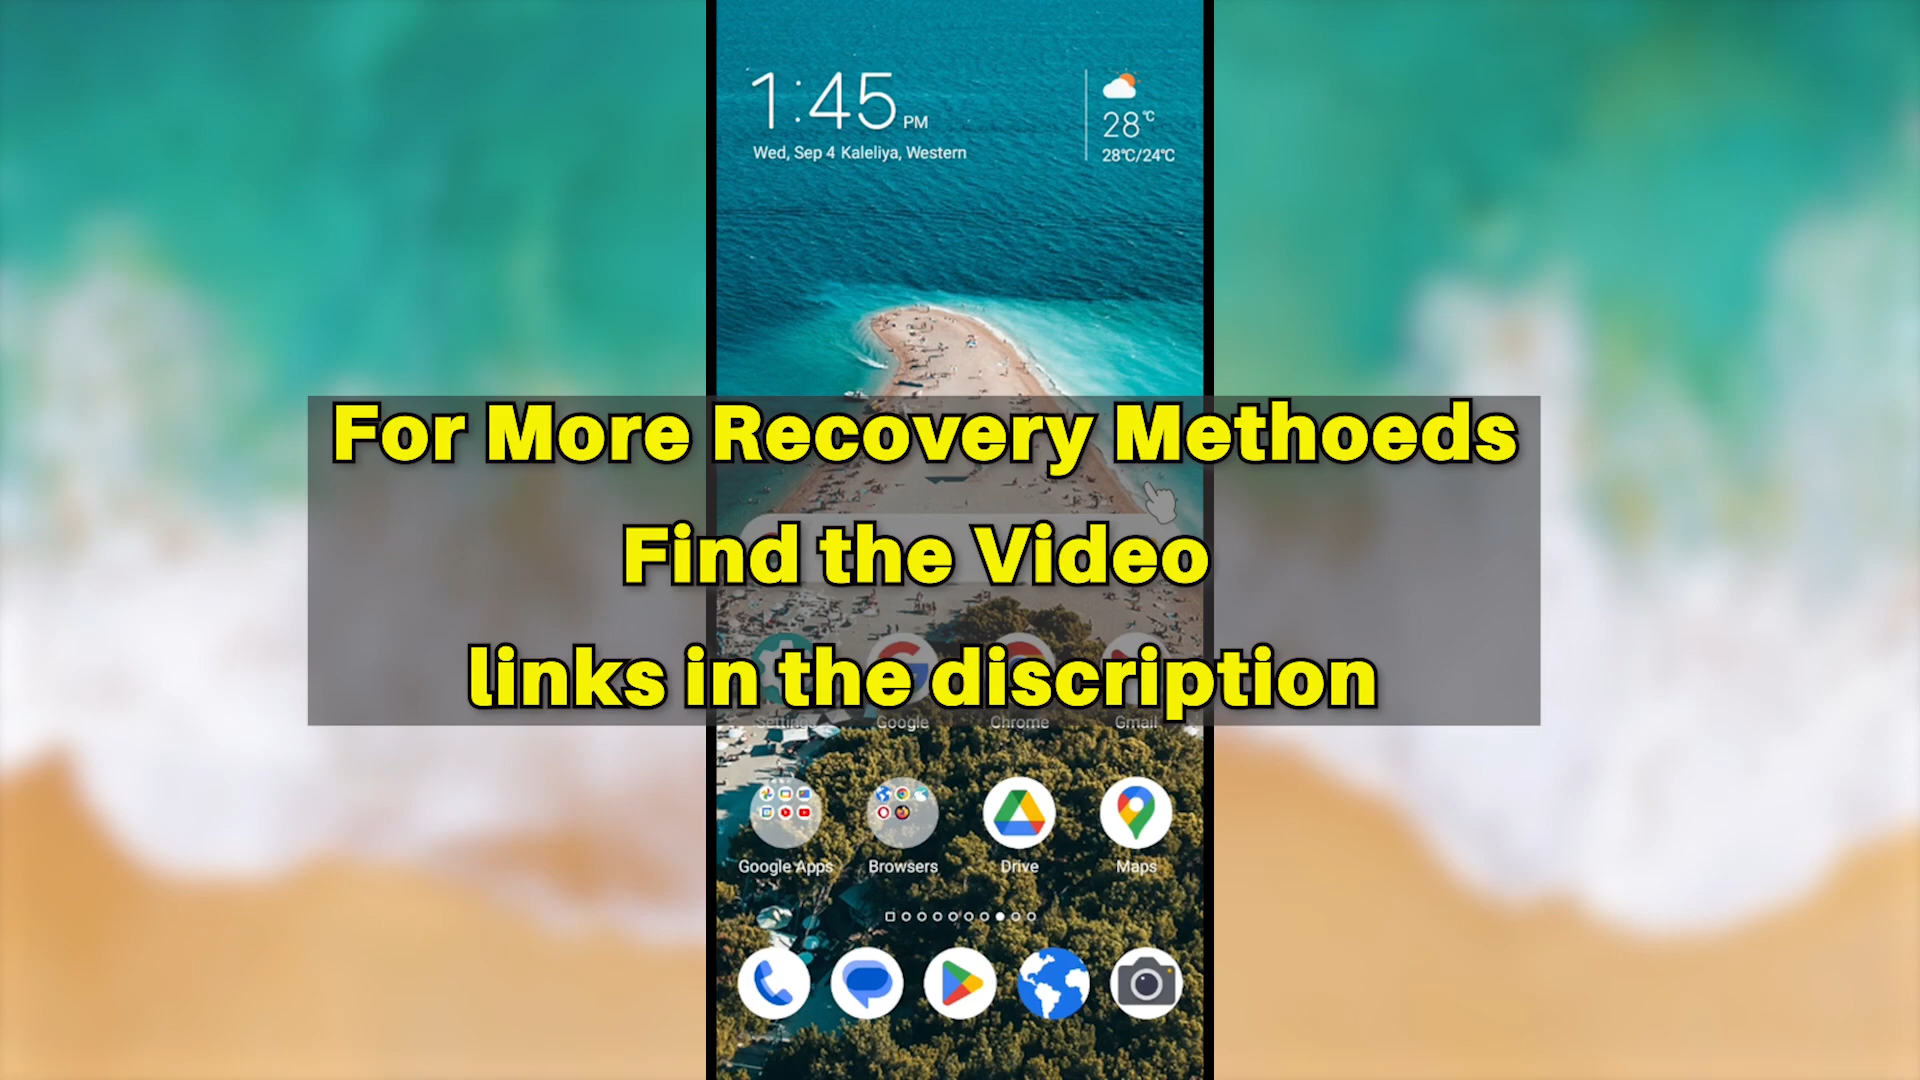 1:45 PM
Wed, Sep 4 Kaleliya, Western
28°C
28°C/24°C
For More Recovery Methoeds
Find the Video
links in the discription
Settings Google Chrome Gmail
Google Apps Browsers Drive Maps